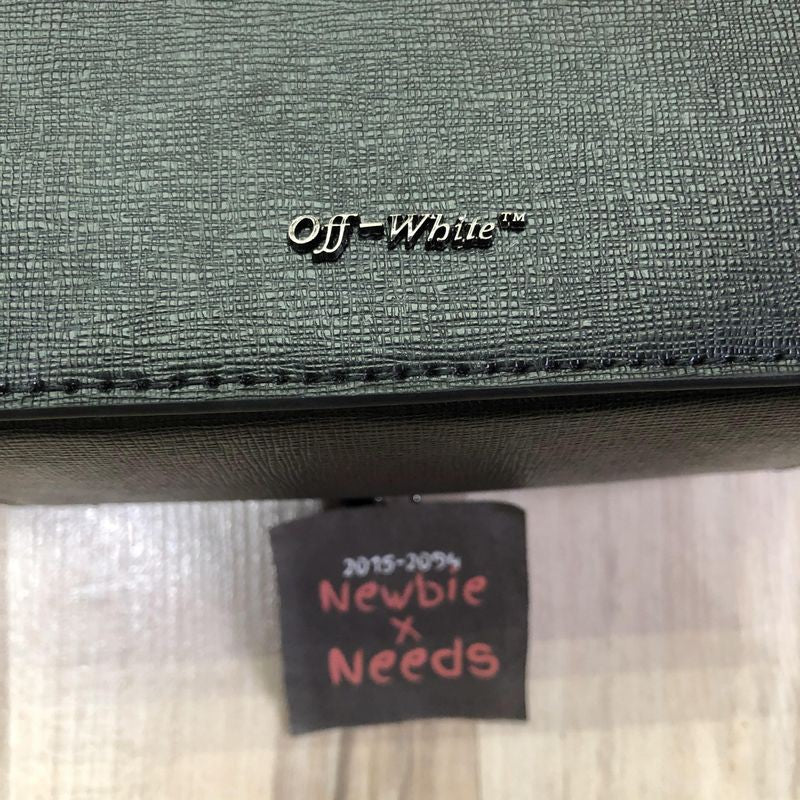 Off-White™
2015-2094
Newbie
x
Needs